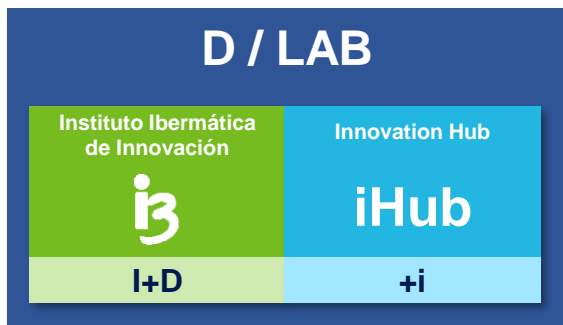 D / LAB
Instituto Ibermática
de Innovación
Innovation Hub
i3
iHub
I+D
+i